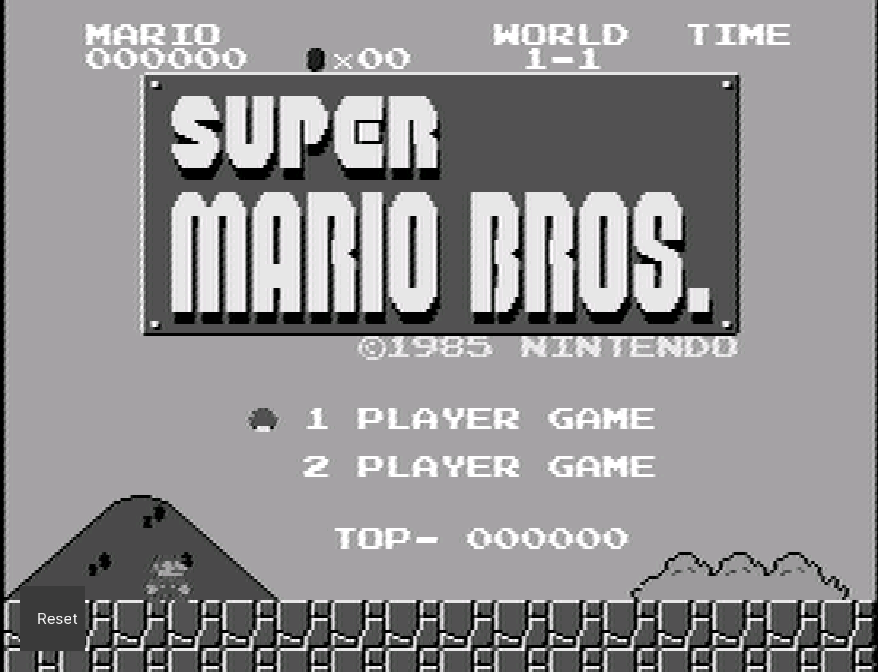 MARIO WORLD TIME
000000 ×00 1-1
SUPER
MARIO BROS.
©1985 NINTENDO
1 PLAYER GAME
2 PLAYER GAME
TOP- 000000
Reset